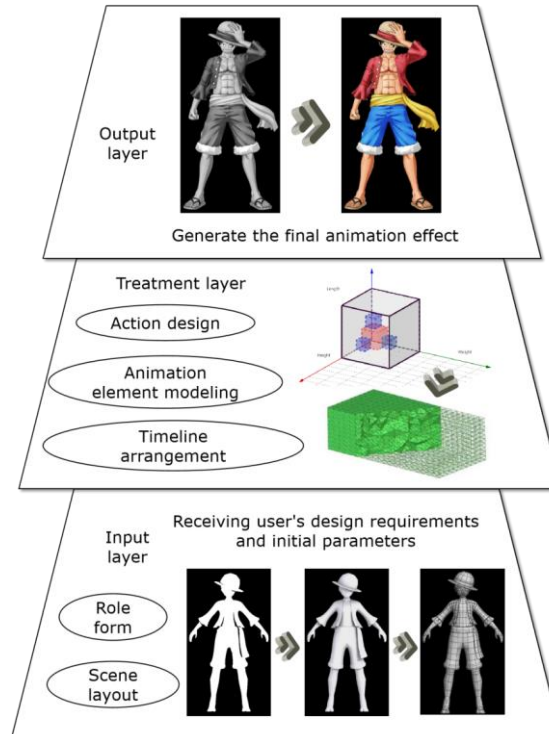 Output
layer
Generate the final animation effect
Treatment layer
Action design
Animation
element modeling
Timeline
arrangement
Length
Height
Weight
Receiving user's design requirements
and initial parameters
Input
layer
Role
form
Scene
layout